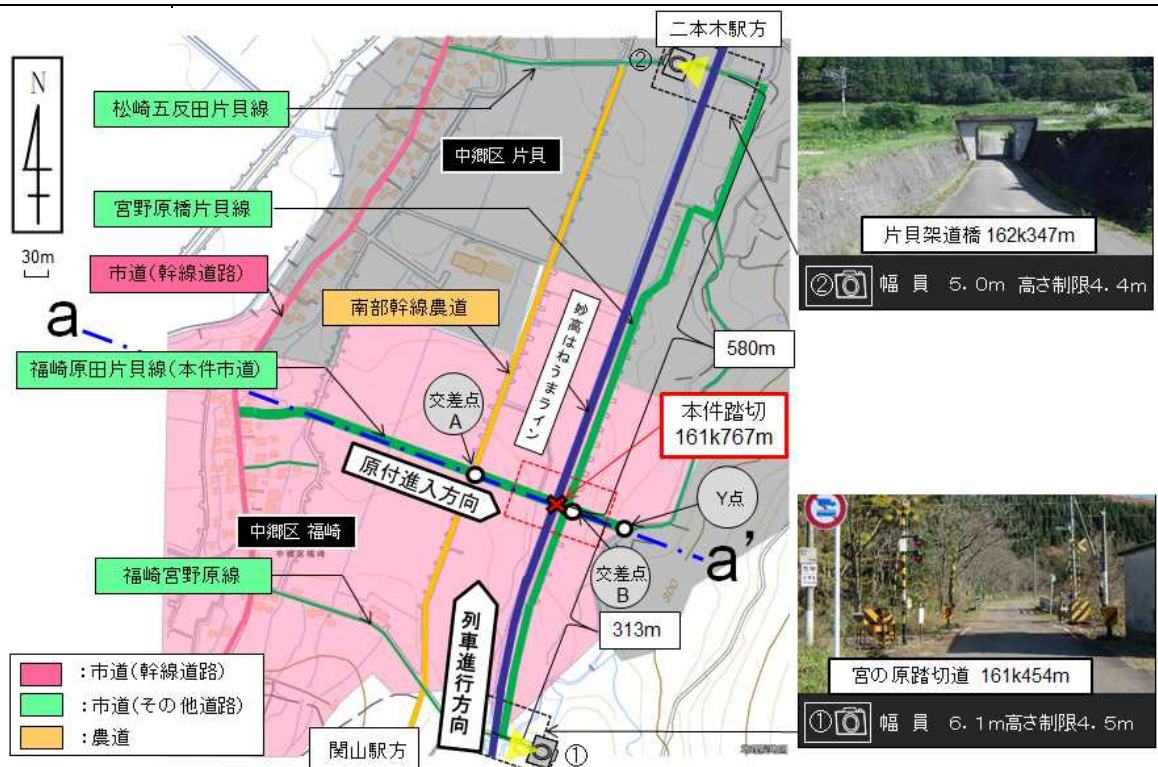 二本木駅方
②
N
30m
松崎五反田片貝線
中郷区 片貝
宮野原橋片貝線
市道(幹線道路)
南部幹線農道
妙高はねうまライン
580m
a
福崎原田片貝線(本件市道)
交差点
A
本件踏切
161k767m
原付進入方向
Y点
中郷区 福崎
中郷区福崎
a'
交差点
B
300
福崎宮野原線
313m
列車進行方向
:市道(幹線道路)
:市道(その他道路)
:農道
関山駅方
①
片貝架道橋 162k347m
② 幅 員 5.0m 高さ制限4.4m
宮の原踏切道 161k454m
① 幅 員 6.1m高さ制限4.5m